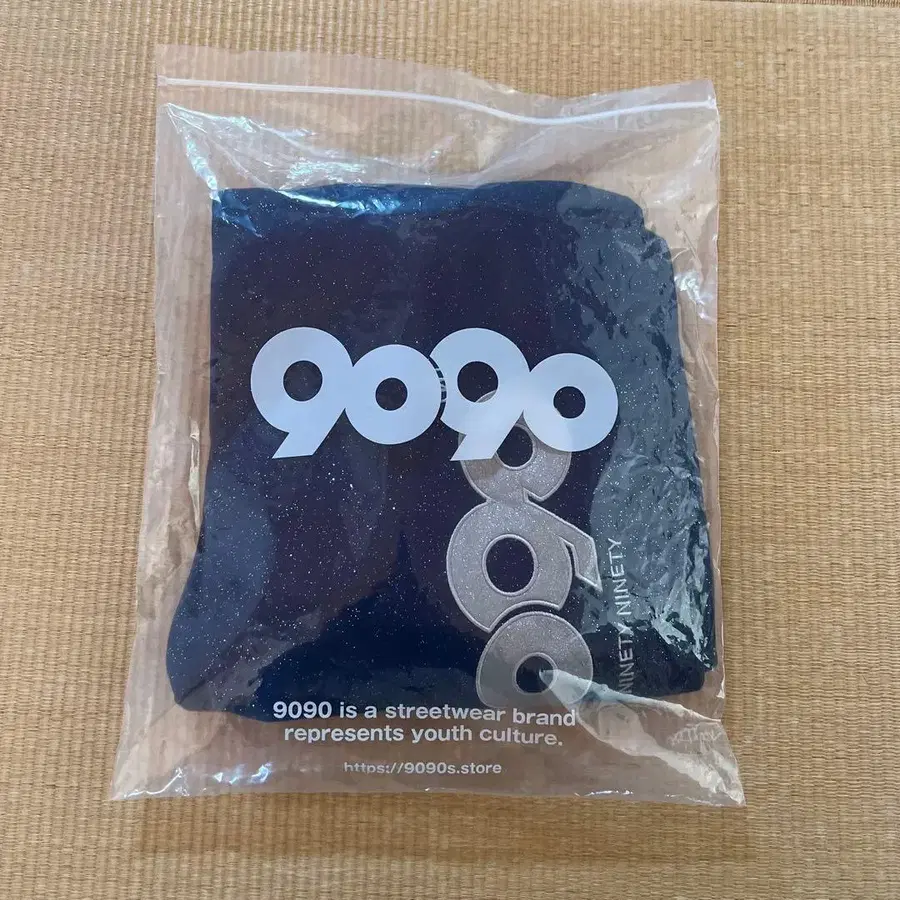 9090
9090
NINETY NINETY
9090 is a streetwear brand
represents youth culture.
https://9090s.store